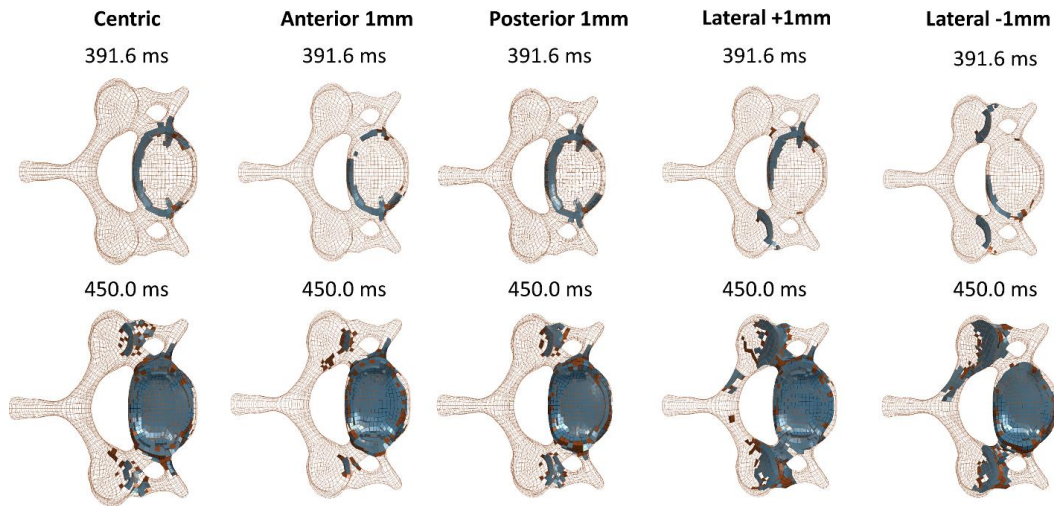 Centric Anterior 1mm Posterior 1mm Lateral +1mm Lateral -1mm
391.6 ms 391.6 ms 391.6 ms 391.6 ms 391.6 ms
450.0 ms 450.0 ms 450.0 ms 450.0 ms 450.0 ms